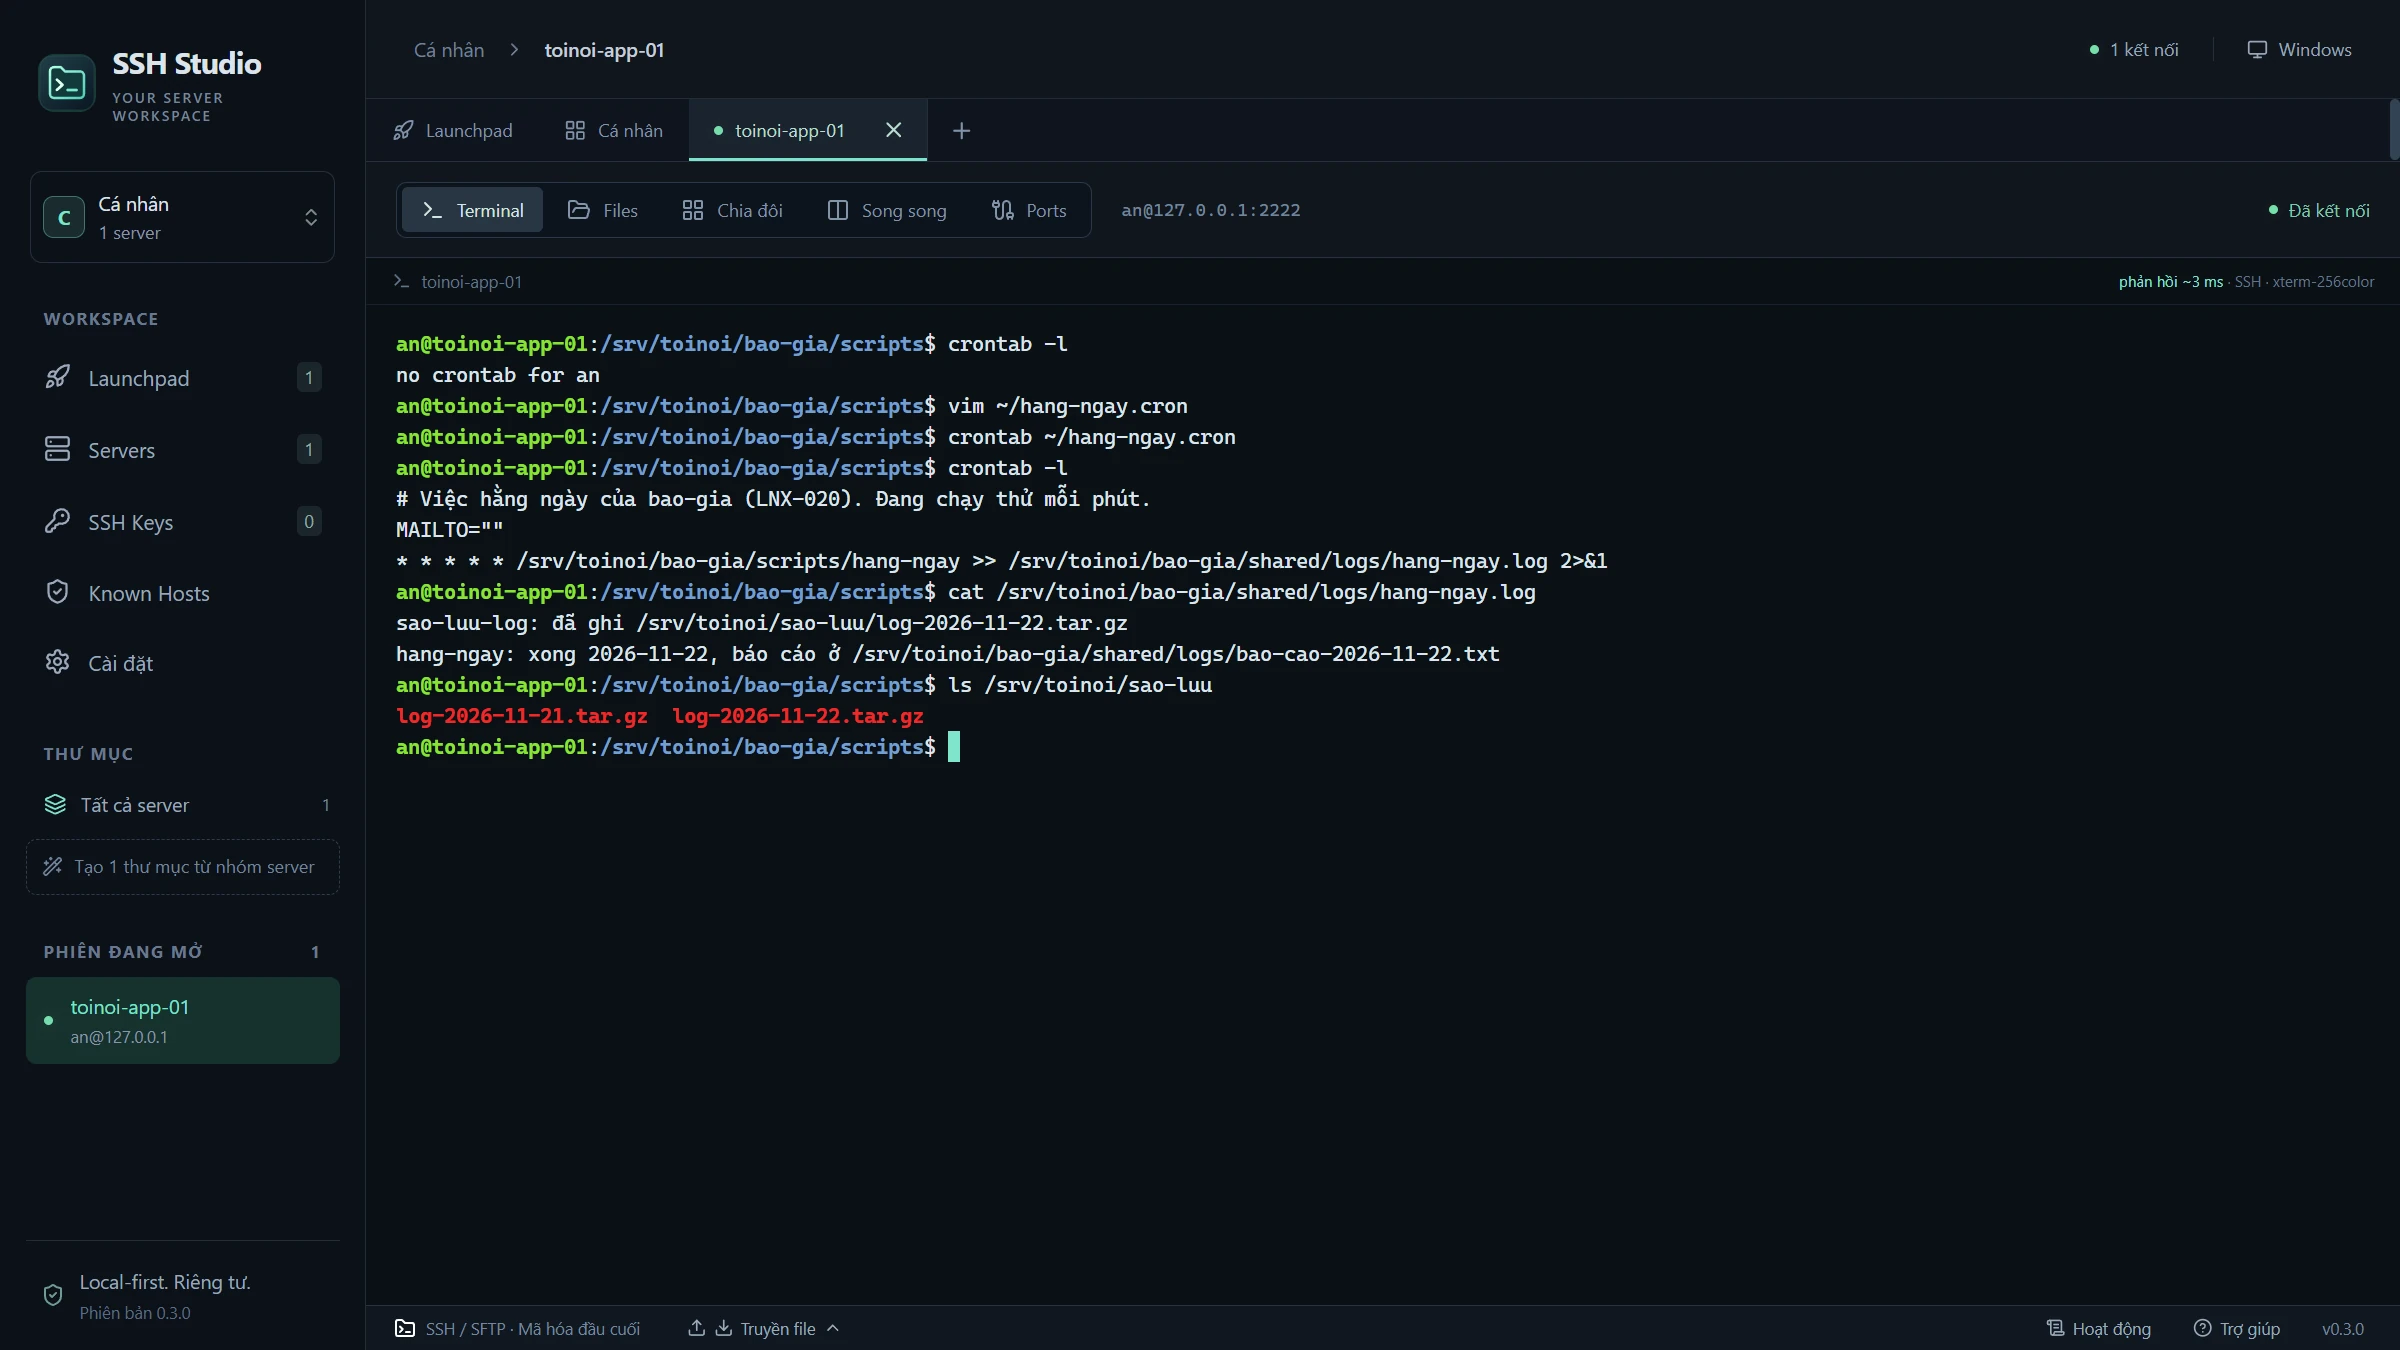 SSH Studio
YOUR SERVER
WORKSPACE
C
Cá nhân
1 server
WORKSPACE
Launchpad 1
Servers 1
SSH Keys 0
Known Hosts
Cài đặt
THƯ MỤC
Tất cả server 1
Tạo 1 thư mục từ nhóm server
PHIÊN ĐANG MỞ 1
toinoi-app-01
an@127.0.0.1
Local-first. Riêng tư.
Phiên bản 0.3.0
Cá nhân > toinoi-app-01
1 kết nối
Windows
Launchpad
Cá nhân
toinoi-app-01
Terminal
Files
Chia đôi
Song song
Ports
an@127.0.0.1:2222
Đã kết nối
toinoi-app-01
phản hồi ~3 ms · SSH · xterm-256color
an@toinoi-app-01:/srv/toinoi/bao-gia/scripts$ crontab -l
no crontab for an
an@toinoi-app-01:/srv/toinoi/bao-gia/scripts$ vim ~/hang-ngay.cron
an@toinoi-app-01:/srv/toinoi/bao-gia/scripts$ crontab ~/hang-ngay.cron
an@toinoi-app-01:/srv/toinoi/bao-gia/scripts$ crontab -l
# Việc hằng ngày của bao-gia (LNX-020). Đang chạy thử mỗi phút.
MAILTO=""
* * * * * /srv/toinoi/bao-gia/scripts/hang-ngay >> /srv/toinoi/bao-gia/shared/logs/hang-ngay.log 2>&1
an@toinoi-app-01:/srv/toinoi/bao-gia/scripts$ cat /srv/toinoi/bao-gia/shared/logs/hang-ngay.log
sao-luu-log: đã ghi /srv/toinoi/sao-luu/log-2026-11-22.tar.gz
hang-ngay: xong 2026-11-22, báo cáo ở /srv/toinoi/bao-gia/shared/logs/bao-cao-2026-11-22.txt
an@toinoi-app-01:/srv/toinoi/bao-gia/scripts$ ls /srv/toinoi/sao-luu
log-2026-11-21.tar.gz  log-2026-11-22.tar.gz
an@toinoi-app-01:/srv/toinoi/bao-gia/scripts$
SSH / SFTP · Mã hóa đầu cuối
Truyền file
Hoạt động
Trợ giúp
v0.3.0